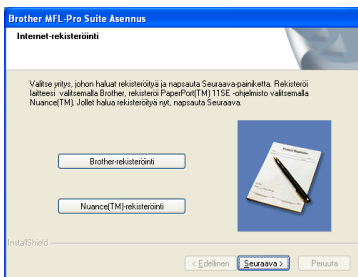 Brother MFL-Pro Suite Asennus
Internet-rekisteröinti
Valitse yritys, johon haluat rekisteröityä ja napsauta Seuraava-painiketta. Rekisteröi
laitteesi valitsemalla Brother, rekisteröi PaperPort(TM) 11SE -ohjelmisto valitsemalla
Nuance(TM). Jollet halua rekisteröityä nyt, napsauta Seuraava.
Brother-rekisteröinti
Product Registration
Nuance(TM)-rekisteröinti
InstallShield
< Edellinen
Seuraava >
Peruuta